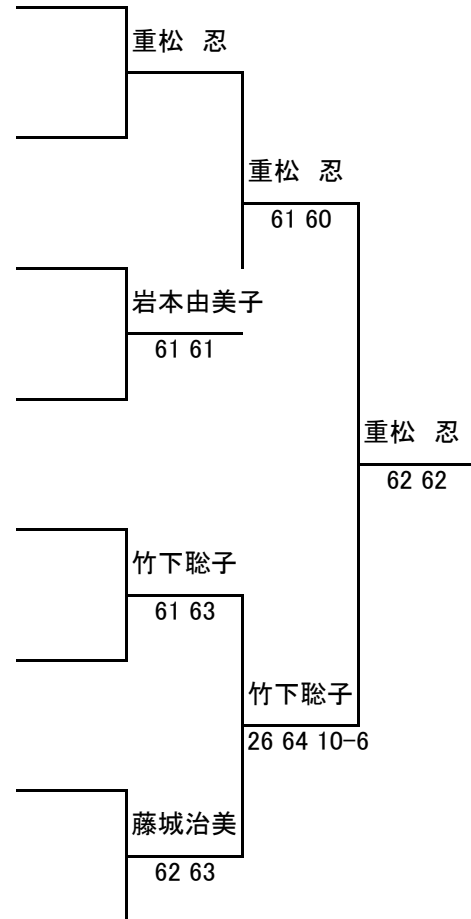 重松　忍
重松　忍
61 60
岩本由美子
61 61
重松　忍
62 62
竹下聡子
61 63
竹下聡子
26 64 10-6
藤城治美
62 63